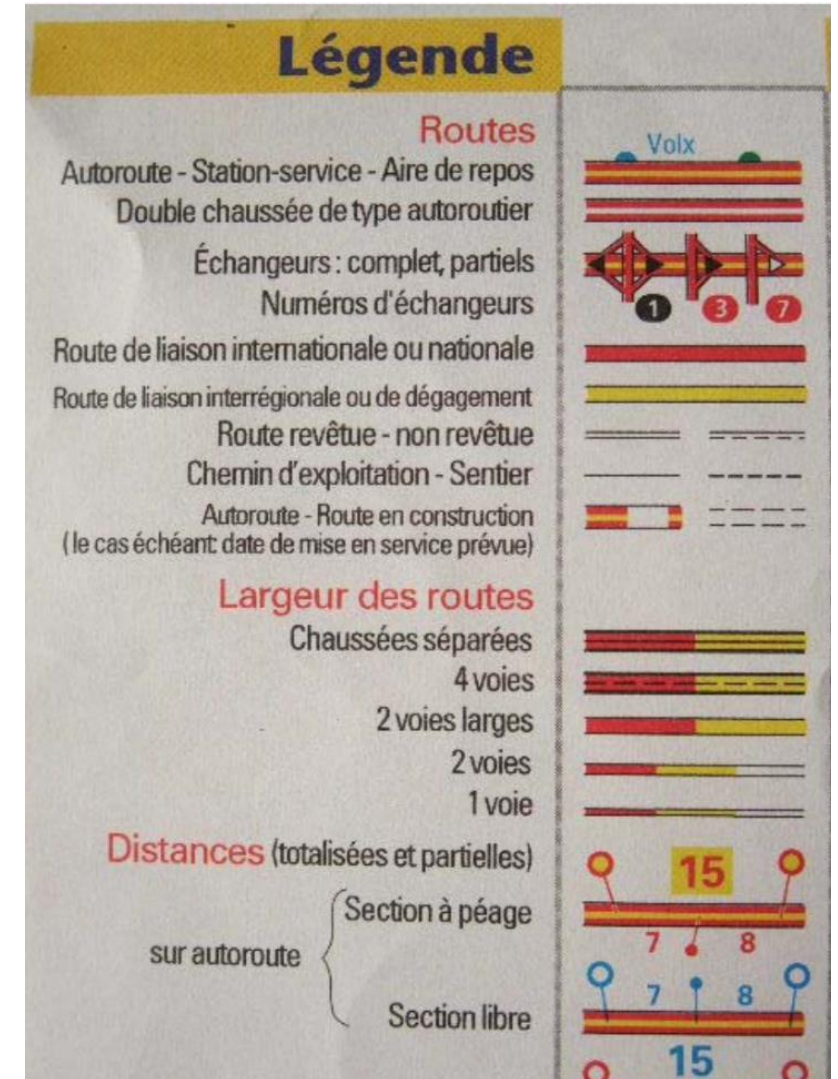 Légende
Routes
Volx
Autoroute - Station-service - Aire de repos
Double chaussée de type autoroutier
Échangeurs : complet, partiels
Numéros d'échangeurs
1 3 7
Route de liaison internationale ou nationale
Route de liaison interrégionale ou de dégagement
Route revêtue - non revêtue
Chemin d'exploitation - Sentier
Autoroute - Route en construction
(le cas échéant: date de mise en service prévue)
Largeur des routes
Chaussées séparées
4 voies
2 voies larges
2 voies
1 voie
Distances (totalisées et partielles)
15
Section à péage
7 8
sur autoroute
7 8
Section libre
15